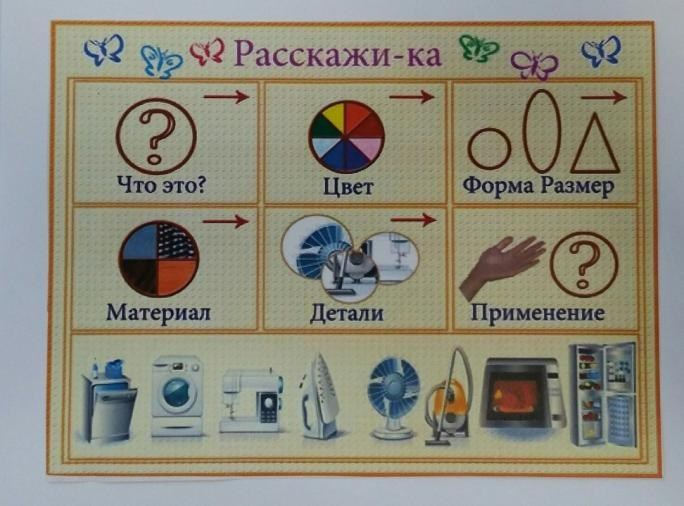 Расскажи-ка
Что это?
Цвет
Форма Размер
Материал
Детали
Применение